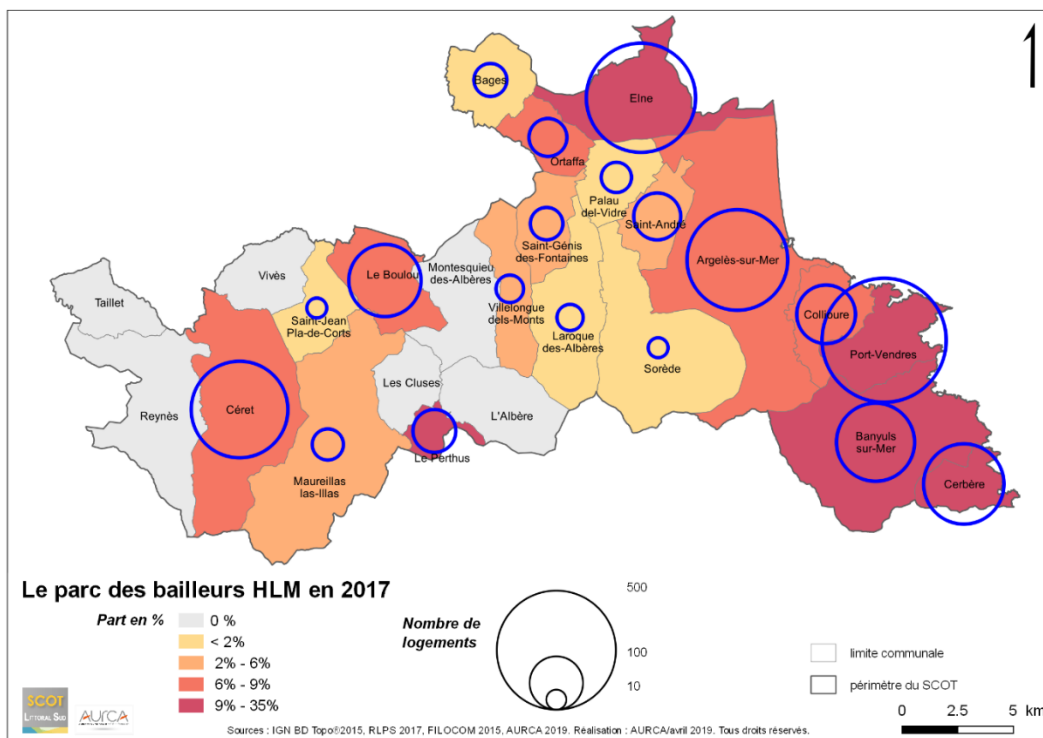 Bages
Elne
Ortaffa
Palau
del-Vidre
Saint-André
Saint-Génis
des-Fontaines
Argelès-sur-Mer
Montesquieu
des-Albères
Le Boulou
Vivès
Taillet
Villelongue
dels-Monts
Saint-Jean
Pla-de-Corts
Laroque
des-Albères
Collioure
Port-Vendres
Sorède
Les Cluses
L'Albère
Céret
Reynès
Le Perthus
Banyuls
sur-Mer
Maureillas
las-Illas
Cerbère
Le parc des bailleurs HLM en 2017
Part en %
0 %
< 2%
2% - 6%
6% - 9%
9% - 35%
Nombre de
logements
500
100
10
limite communale
périmètre du SCOT
0 2.5 5 km
SCOT
LITTORAL SUD
AURCA
Sources : IGN BD Topo®2015, RLPS 2017, FILOCOM 2015, AURCA 2019. Réalisation : AURCA/avril 2019. Tous droits réservés.